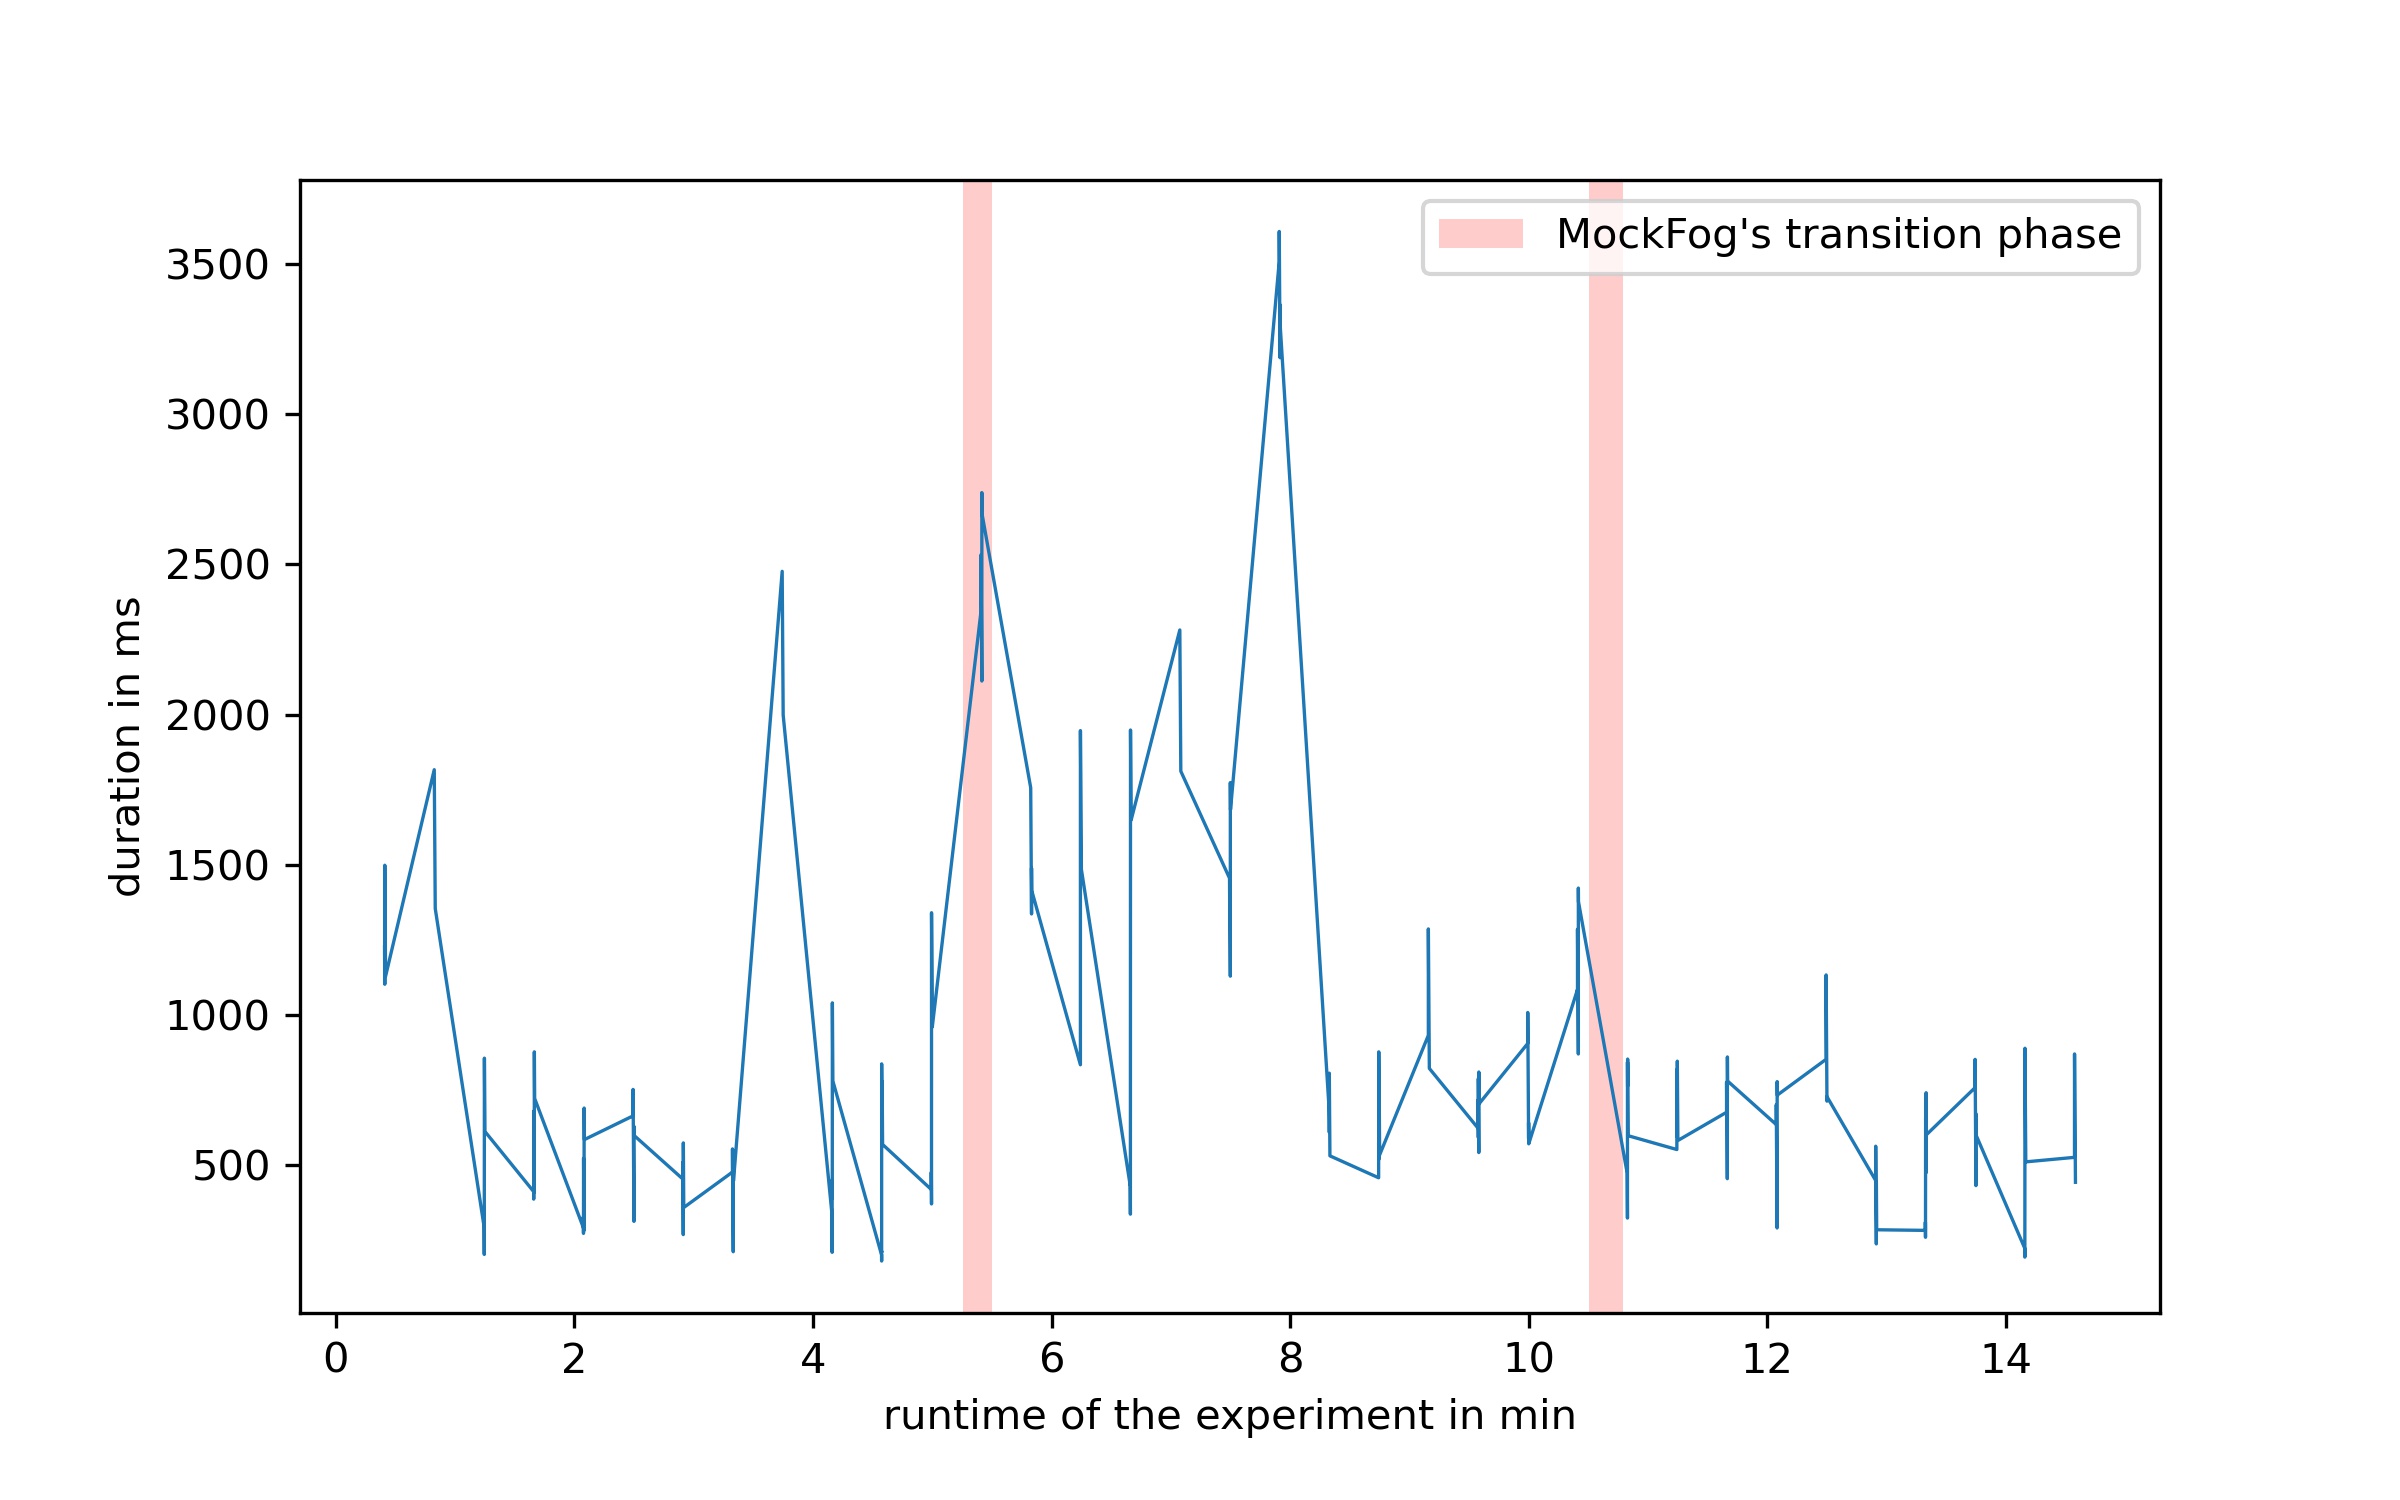 MockFog's transition phase
3500
3000
2500
2000
1500
1000
500
duration in ms
0 2 4 6 8 10 12 14
runtime of the experiment in min